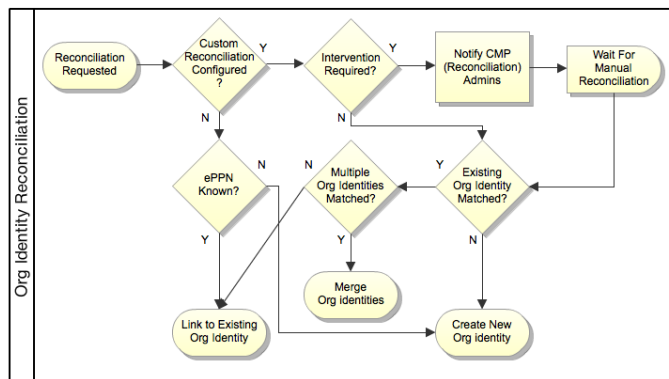 Org Identity Reconciliation
Reconciliation
Requested
Custom
Reconciliation
Configured
?
Y
Intervention
Required?
Y
Notify CMP
(Reconciliation)
Admins
Wait For
Manual
Reconciliation
N
N
ePPN
Known?
N
N
Multiple
Org Identities
Matched?
Y
Existing
Org Identity
Matched?
Y
Y
N
Merge
Org identities
Link to Existing
Org Identity
Create New
Org identity